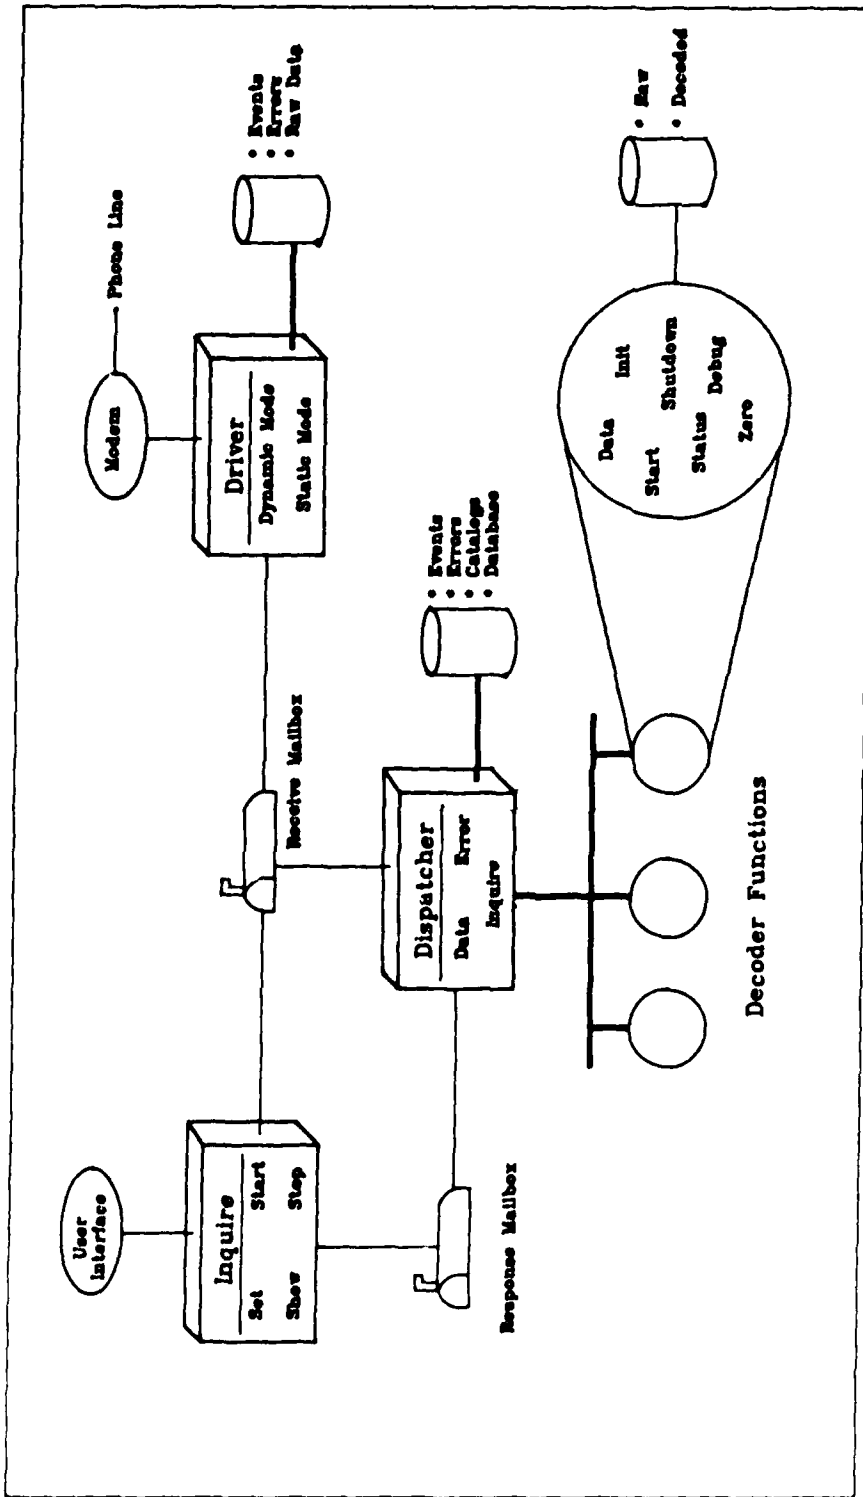 User
Interface
Inquire
Set Start
Show Stop
Response Mailbox
Receive Mailbox
Modem
Phone Line
Driver
Dynamic Mode
Static Mode
• Events
• Errors
• Raw Data
Dispatcher
Data Error
Inquire
• Events
• Errors
• Catalogs
• Database
Decoder Functions
Data Init
Start Shutdown
Status Debug
Zero
• Raw
• Decoded